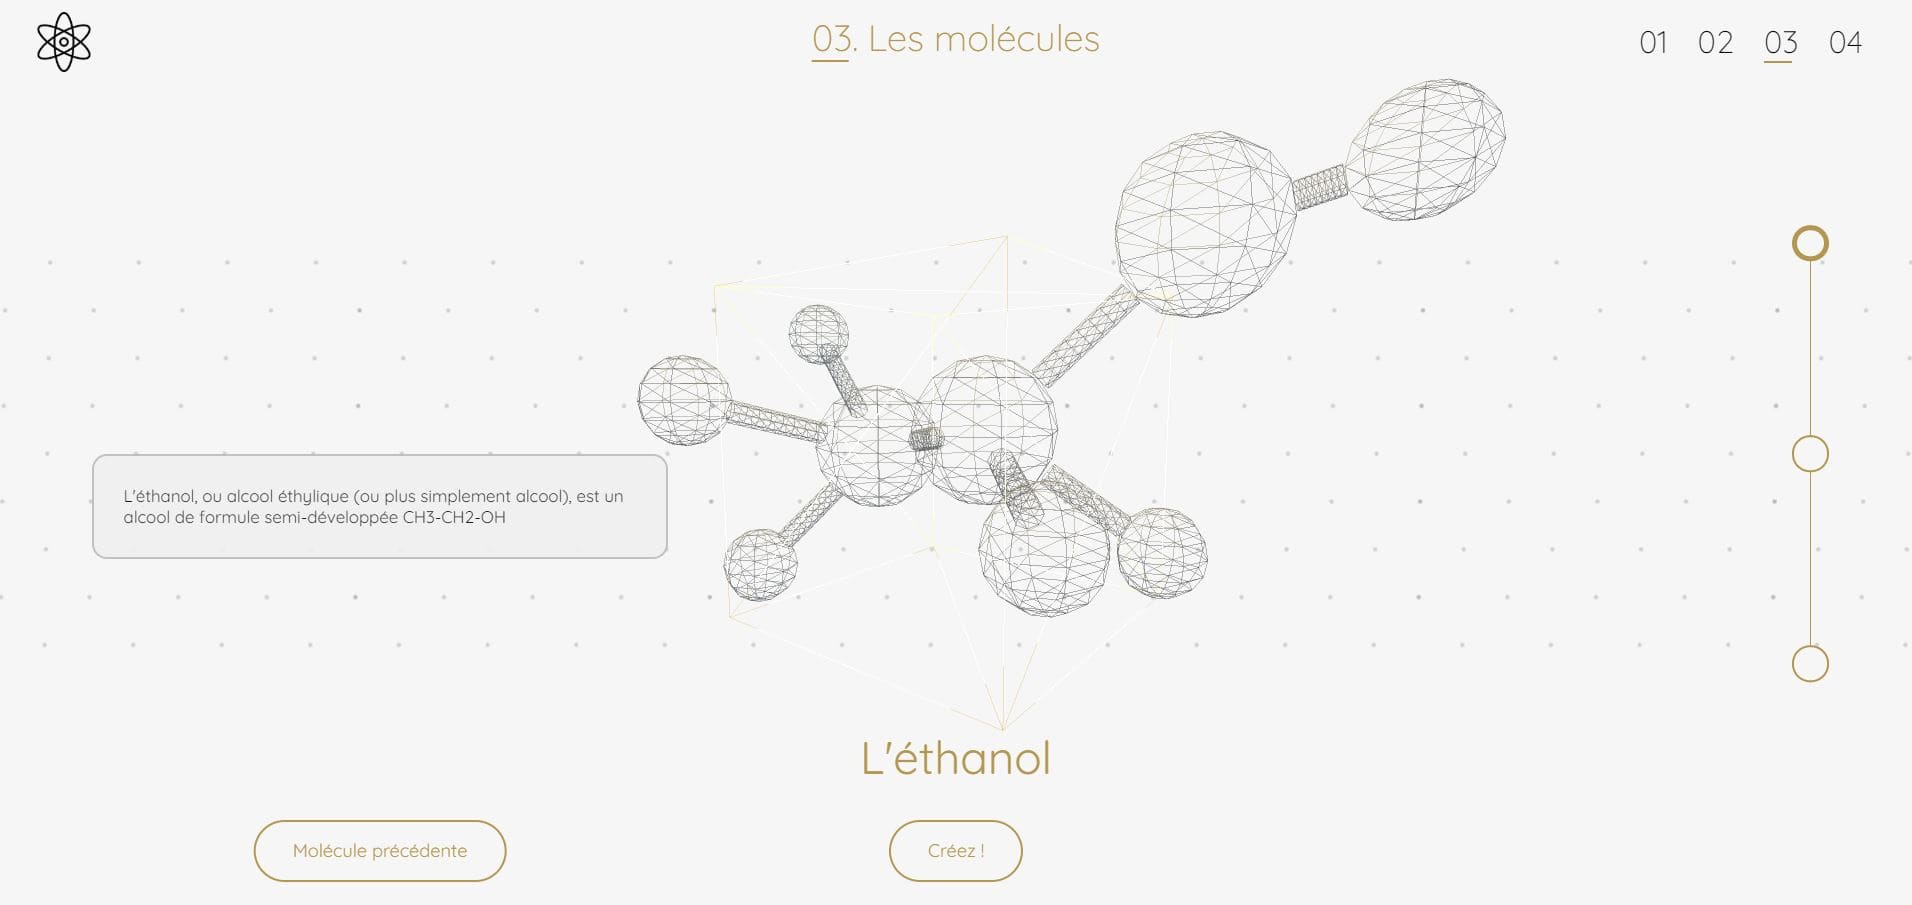 03. Les molécules
01 02 03 04
L'éthanol, ou alcool éthylique (ou plus simplement alcool), est un
alcool de formule semi-développée CH3-CH2-OH
L'éthanol
Molécule précédente
Créez !